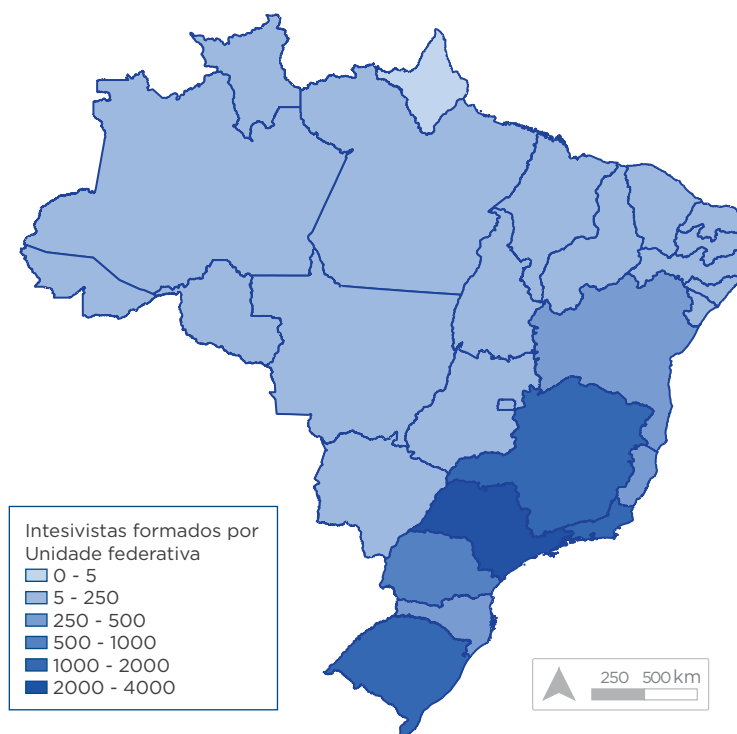 Intesivistas formados por
Unidade federativa
0 - 5
5 - 250
250 - 500
500 - 1000
1000 - 2000
2000 - 4000
250 500 km